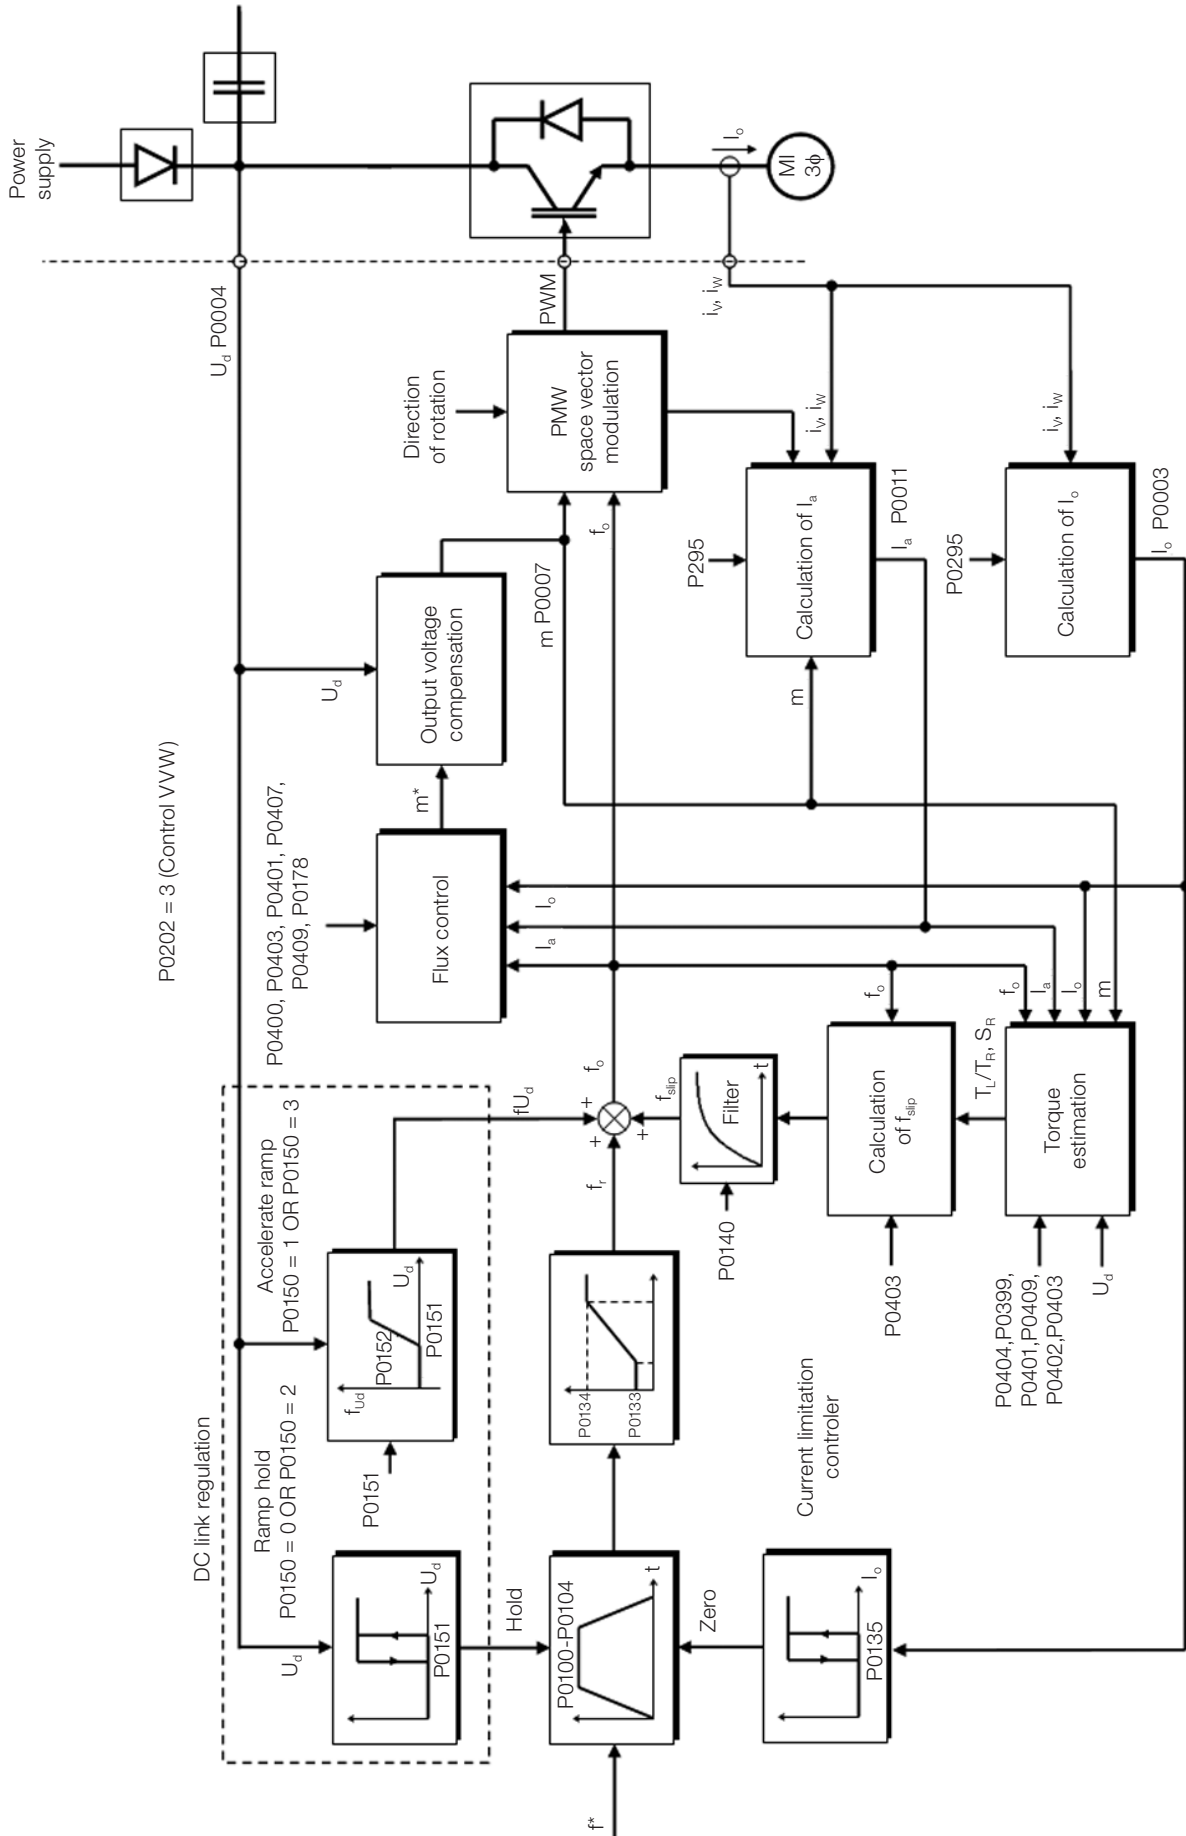 P0202 = 3 (Control VVW)
DC link regulation
Ramp hold
P0150 = 0 OR P0150 = 2
Accelerate ramp
P0150 = 1 OR P0150 = 3
U_d
U_d
P0151
Hold
P0151
f_Ud
P0152
U_d
P0151
fU_d
f*
P0100-P0104
t
P0134
P0133
f_r
+
+
+
f_o
Zero
Current limitation
controler
I_o
P0135
P0140
Filter
t
f_slip
P0403
Calculation
of f_slip
f_o
T_L/T_R, S_R
P0404,P0399,
P0401,P0409,
P0402,P0403
U_d
Torque
estimation
f_o
I_a
I_o
m
P0400, P0403, P0401, P0407,
P0409, P0178
Flux control
I_a
I_o
m*
U_d
Output voltage
compensation
m P0007
f_o
Direction
of rotation
PMW
space vector
modulation
PWM
U_d P0004
Power
supply
I_o
MI
3ϕ
i_v, i_w
i_v, i_w
i_v, i_w
P295
m
Calculation of I_a
I_a P0011
P0295
Calculation of I_o
I_o P0003